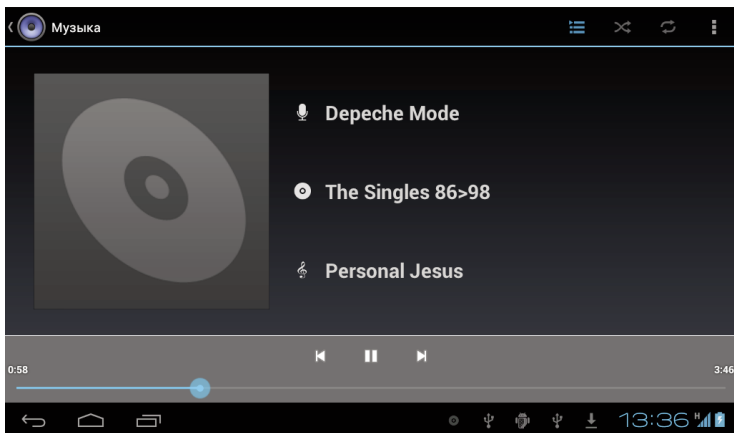 Музыка
Depeche Mode
The Singles 86>98
Personal Jesus
0:58
3:46
13:36
H